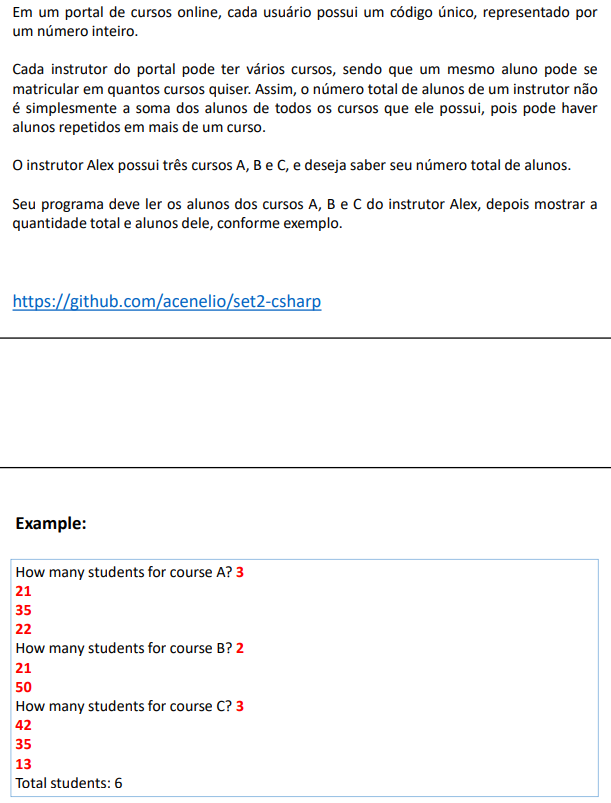 Em um portal de cursos online, cada usuário possui um código único, representado por
um número inteiro.
Cada instrutor do portal pode ter vários cursos, sendo que um mesmo aluno pode se
matricular em quantos cursos quiser. Assim, o número total de alunos de um instrutor não
é simplesmente a soma dos alunos de todos os cursos que ele possui, pois pode haver
alunos repetidos em mais de um curso.
O instrutor Alex possui três cursos A, B e C, e deseja saber seu número total de alunos.
Seu programa deve ler os alunos dos cursos A, B e C do instrutor Alex, depois mostrar a
quantidade total e alunos dele, conforme exemplo.
https://github.com/acenelio/set2-csharp
Example:
How many students for course A? 3
21
35
22
How many students for course B? 2
21
50
How many students for course C? 3
42
35
13
Total students: 6